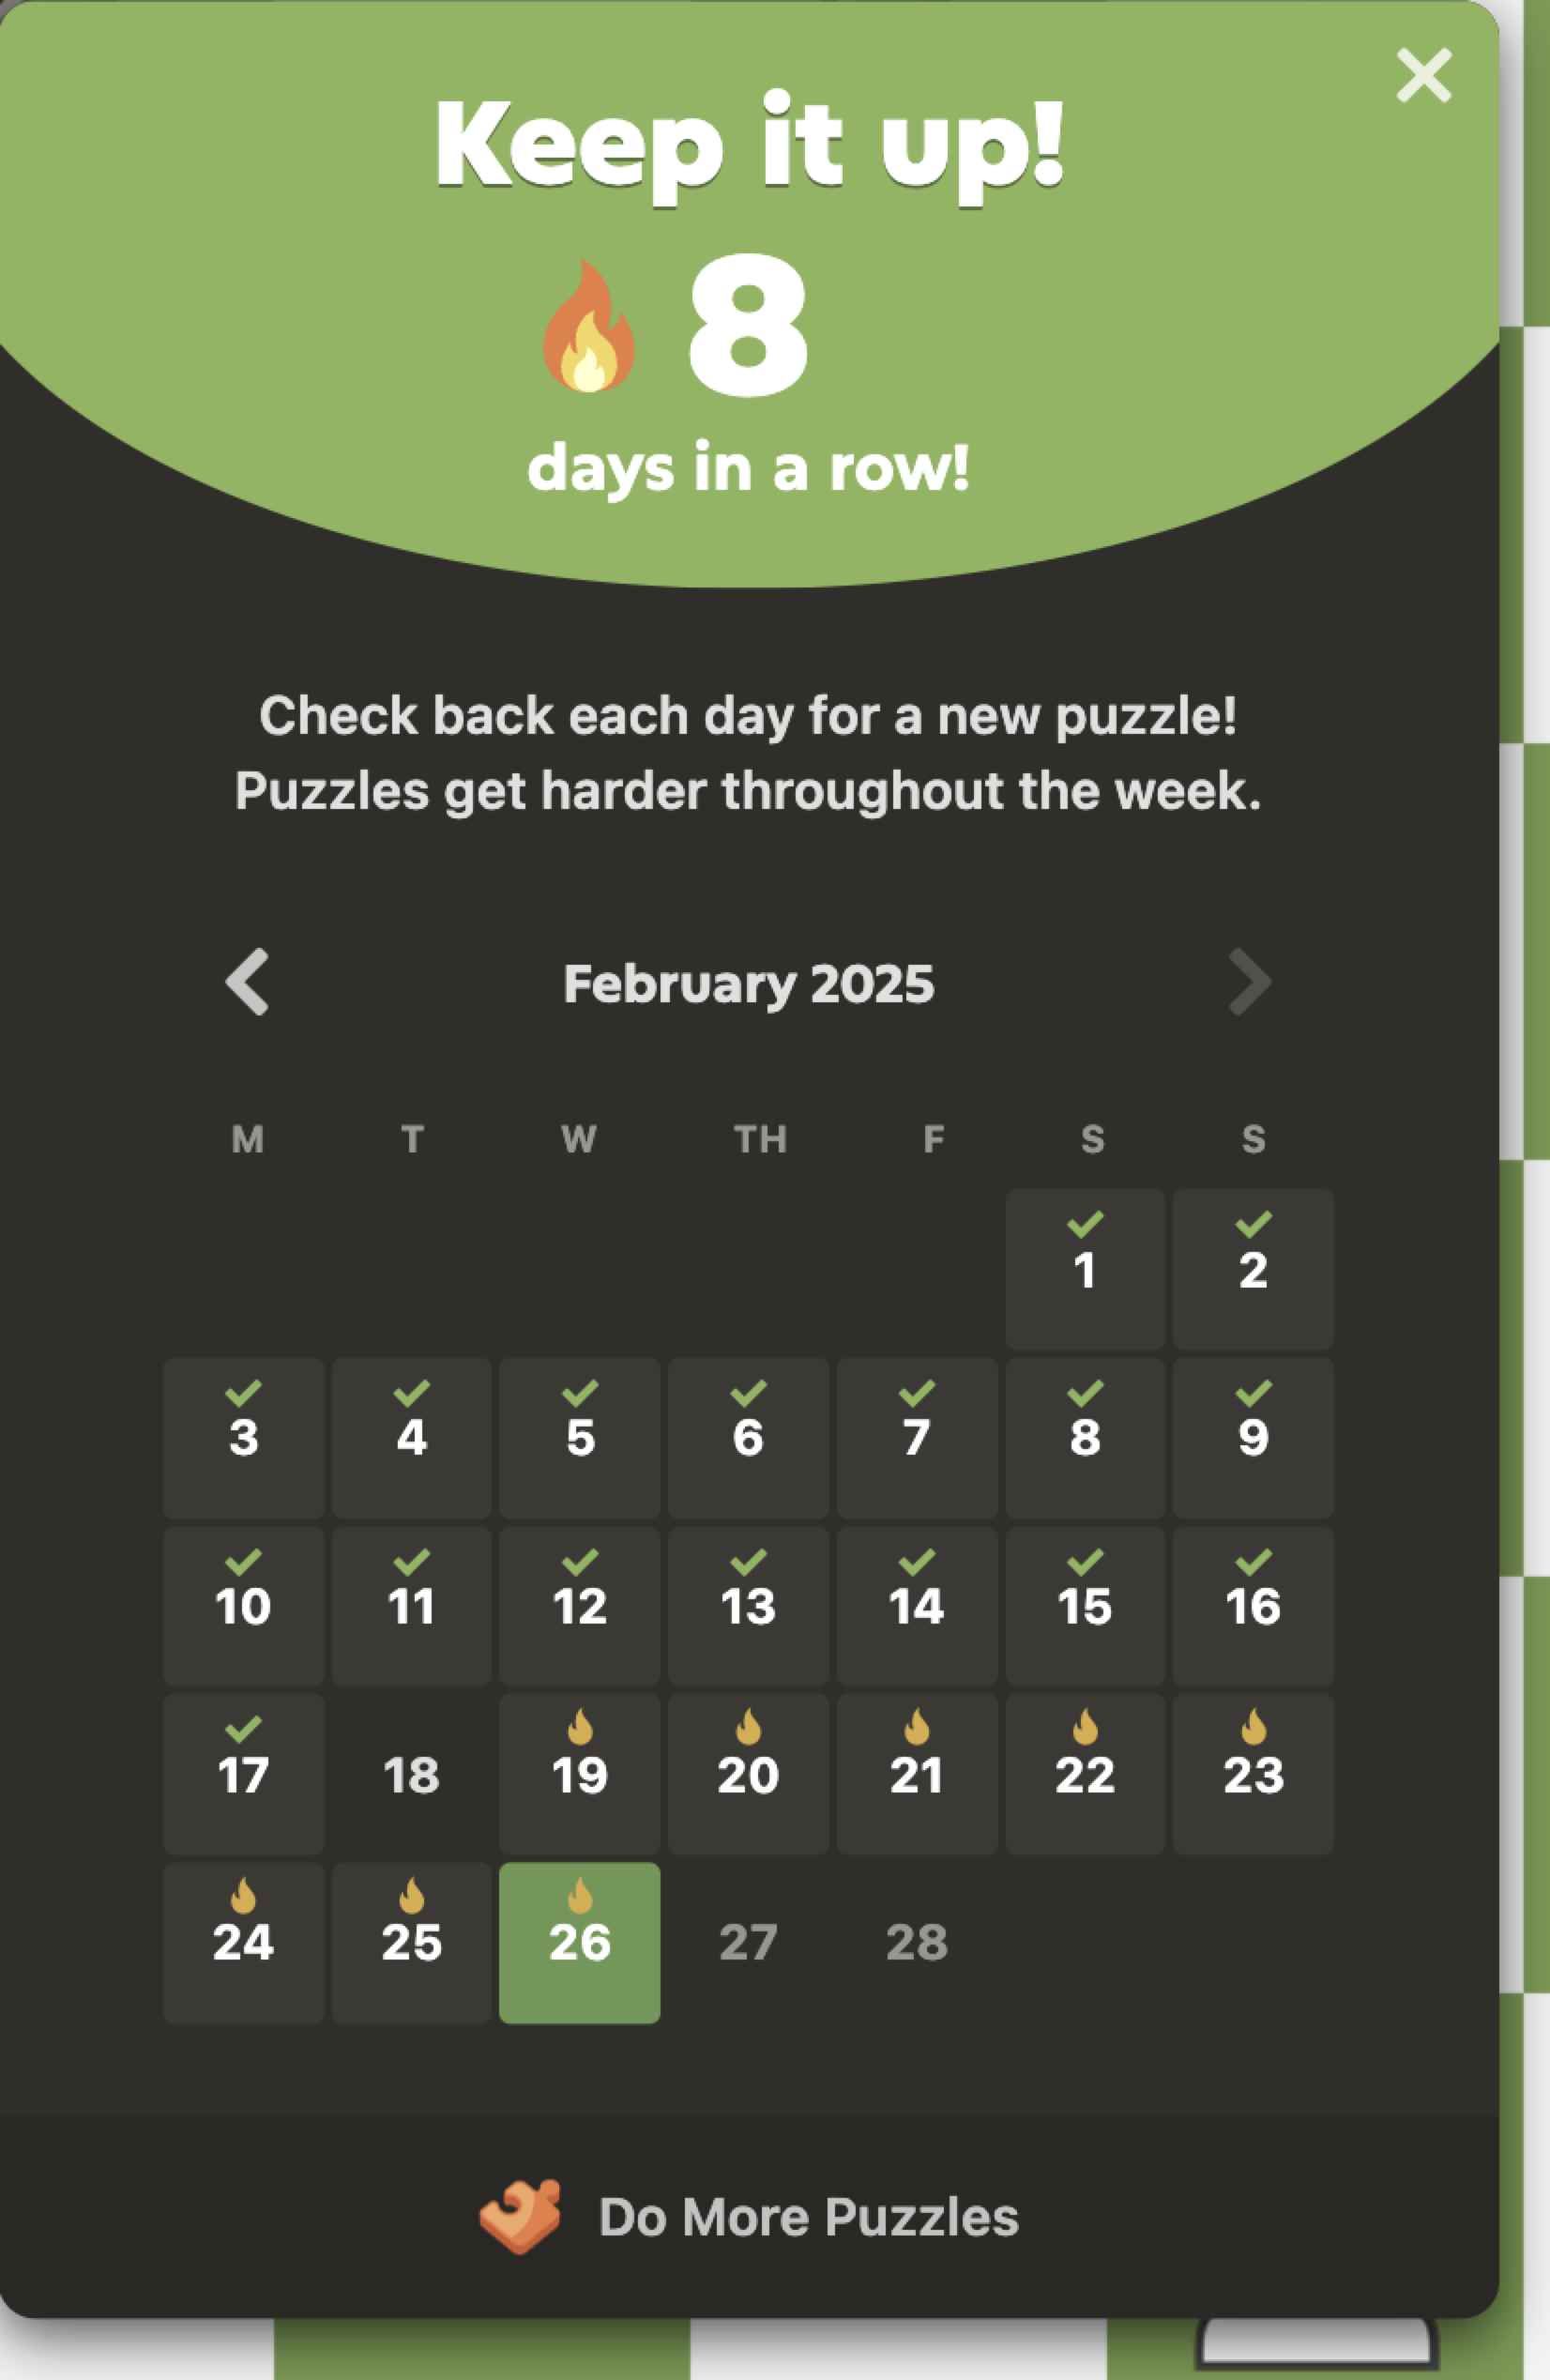 Keep it up!
8
days in a row!
Check back each day for a new puzzle!
Puzzles get harder throughout the week.
February 2025
M T W TH F S S
1 2
3 4 5 6 7 8 9
10 11 12 13 14 15 16
17 18 19 20 21 22 23
24 25 26 27 28
Do More Puzzles